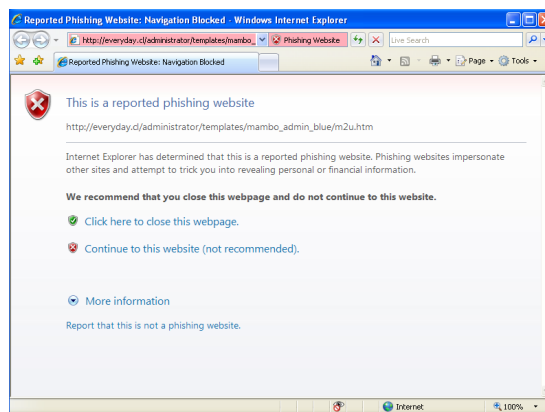 Reported Phishing Website: Navigation Blocked - Windows Internet Explorer
http://everyday.cl/administrator/templates/mambo_ Phishing Website Live Search
Reported Phishing Website: Navigation Blocked Page Tools
This is a reported phishing website
http://everyday.cl/administrator/templates/mambo_admin_blue/m2u.htm
Internet Explorer has determined that this is a reported phishing website. Phishing websites impersonate
other sites and attempt to trick you into revealing personal or financial information.
We recommend that you close this webpage and do not continue to this website.
Click here to close this webpage.
Continue to this website (not recommended).
More information
Report that this is not a phishing website.
Internet 100%